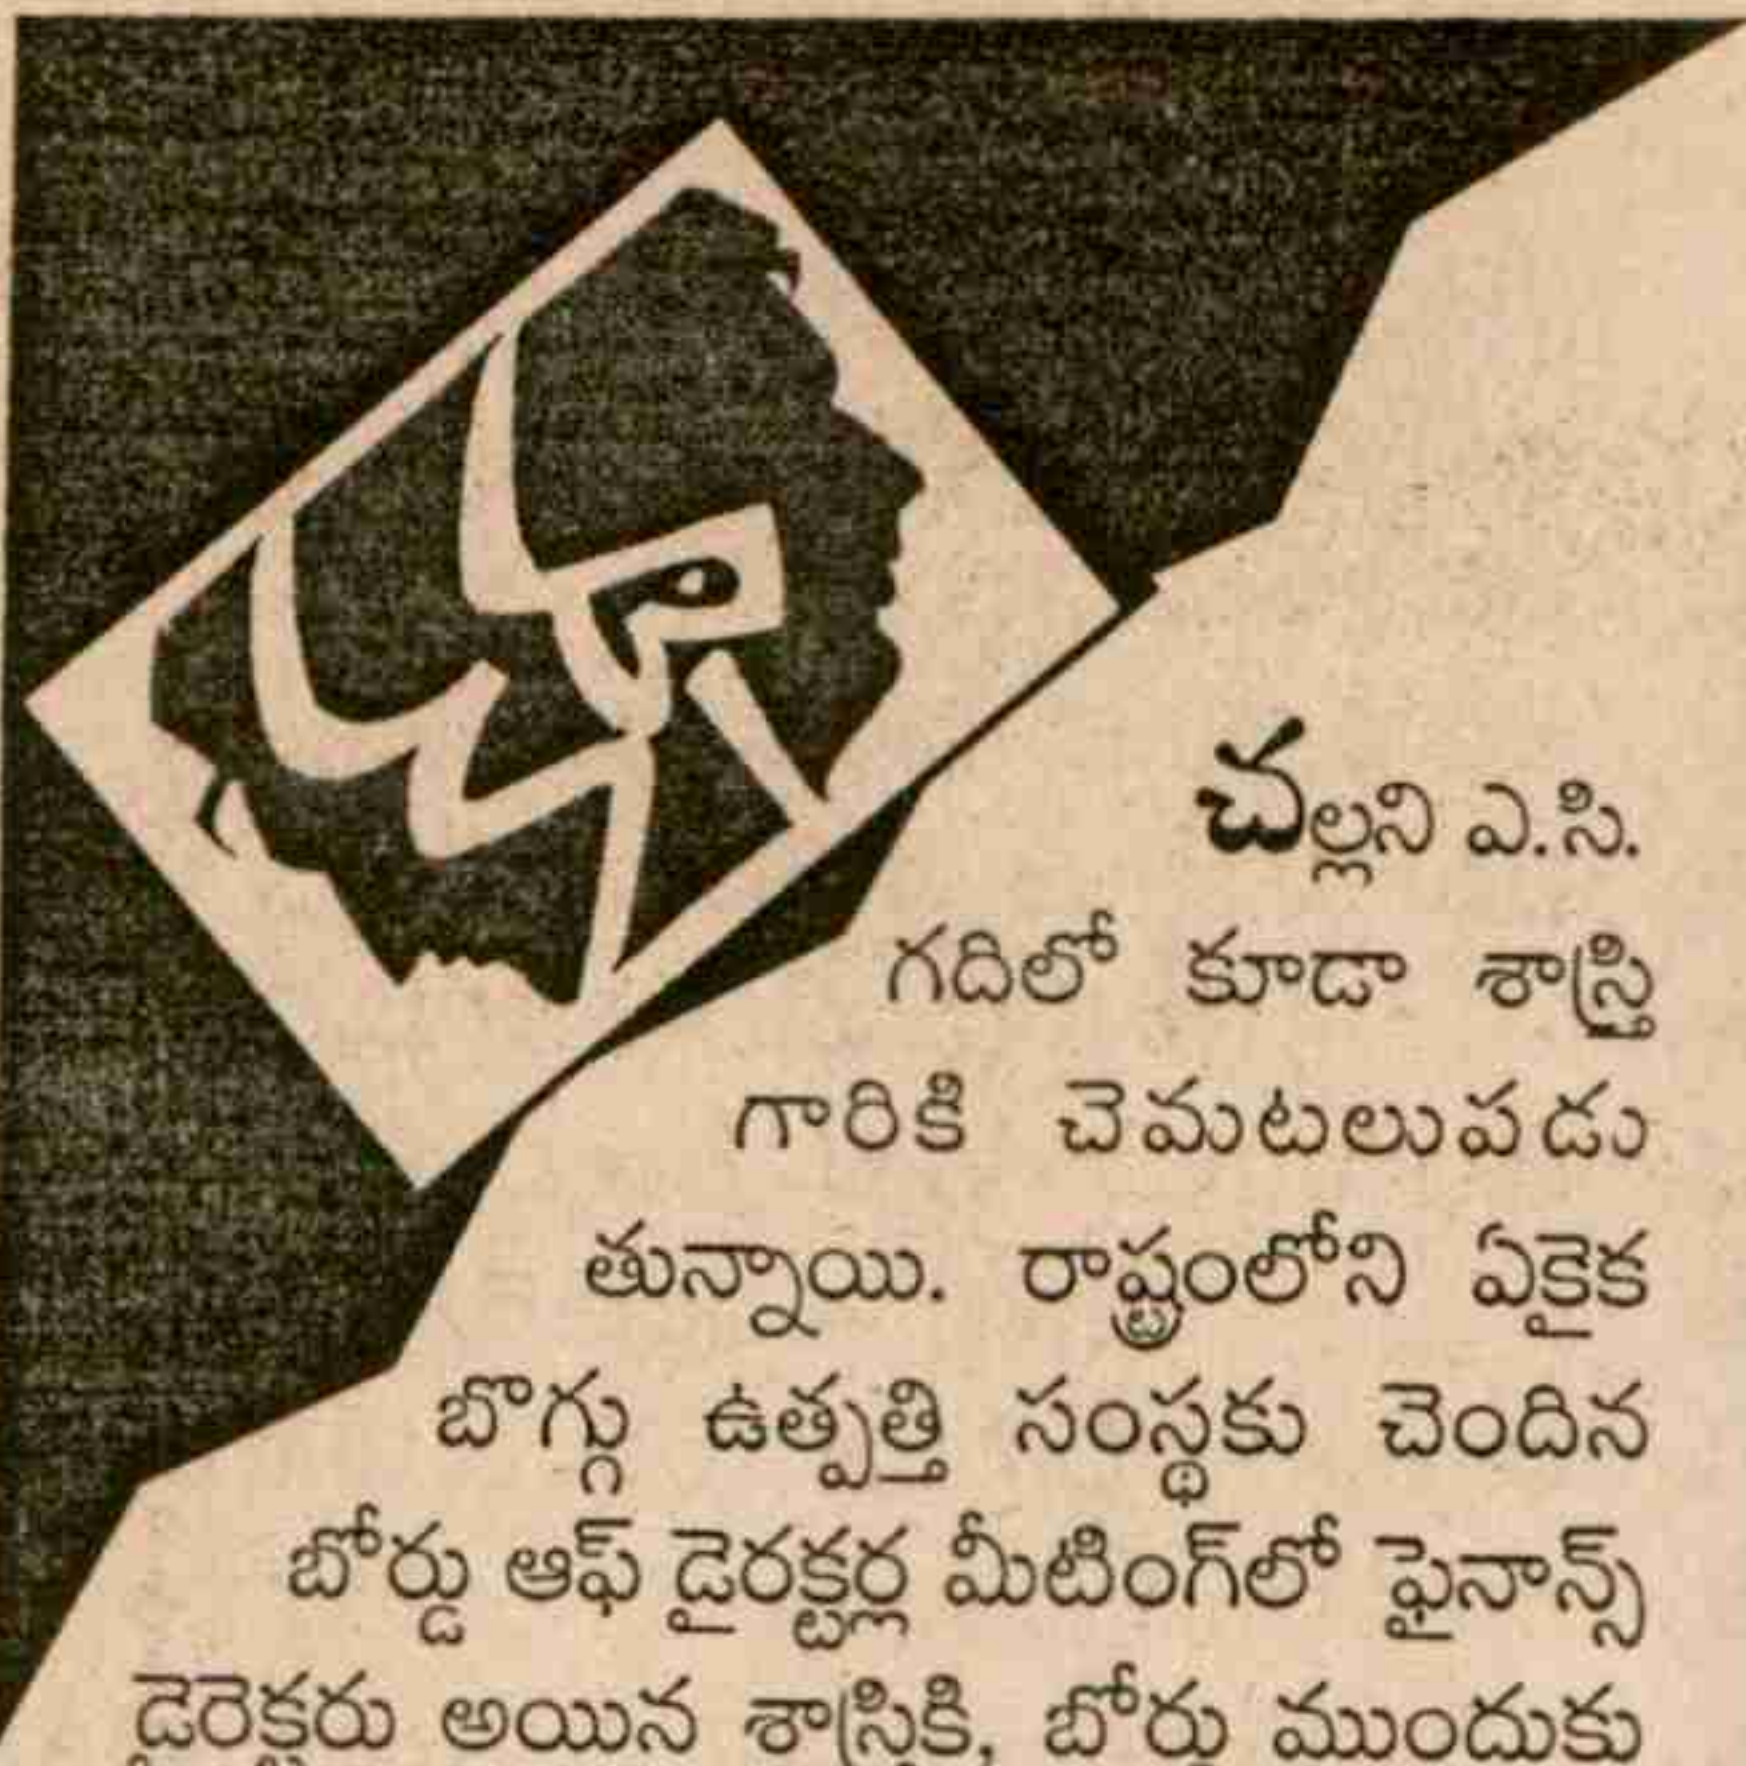 చల్లని ఎ.సి.
గదిలో కూడా శాస్త్రి
గారికి చెమటలుపడు
తున్నాయి. రాష్ట్రంలోని ఏకైక
బొగ్గు ఉత్పత్తి సంస్థకు చెందిన
బోర్డు ఆఫ్ డైరక్టర్ల మీటింగ్‌లో ఫైనాన్స్
డైరెక్టరు అయిన శాస్త్రికి, బోర్డు ముందుకు